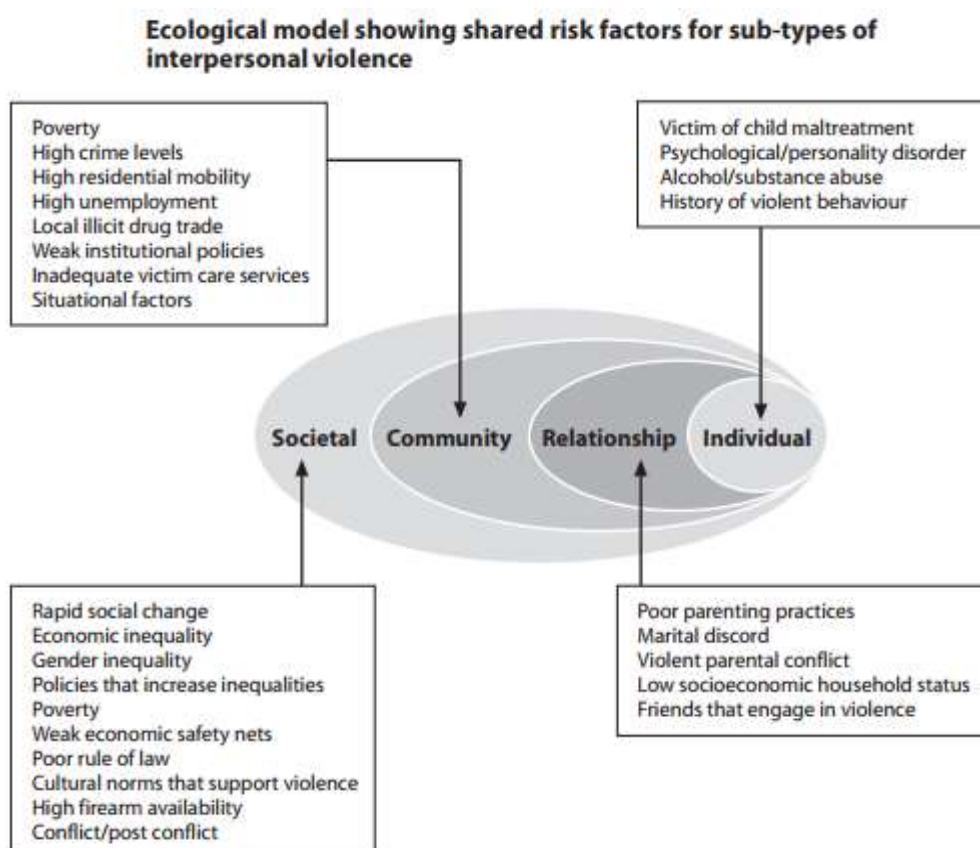 Ecological model showing shared risk factors for sub-types of
interpersonal violence
Poverty
High crime levels
High residential mobility
High unemployment
Local illicit drug trade
Weak institutional policies
Inadequate victim care services
Situational factors
Victim of child maltreatment
Psychological/personality disorder
Alcohol/substance abuse
History of violent behaviour
Societal Community Relationship Individual
Rapid social change
Economic inequality
Gender inequality
Policies that increase inequalities
Poverty
Weak economic safety nets
Poor rule of law
Cultural norms that support violence
High firearm availability
Conflict/post conflict
Poor parenting practices
Marital discord
Violent parental conflict
Low socioeconomic household status
Friends that engage in violence